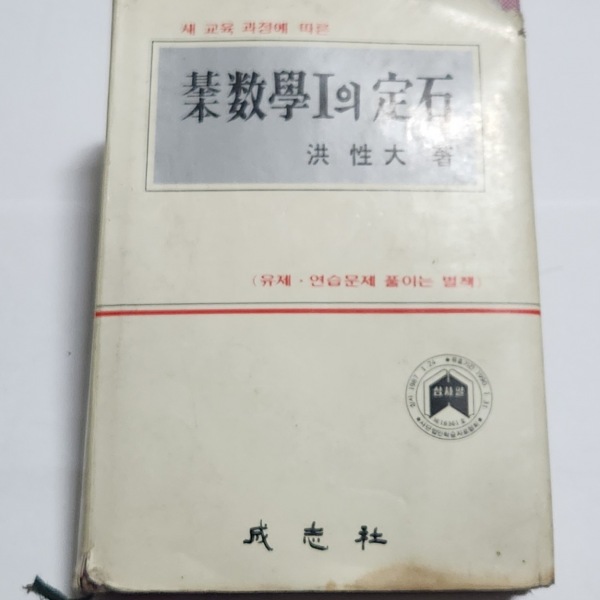 새 교육 과정에 따른
基本 数學Ⅰ의 定石
洪性大 著
(유제·연습문제 풀이는 별책)
심사필
成志社